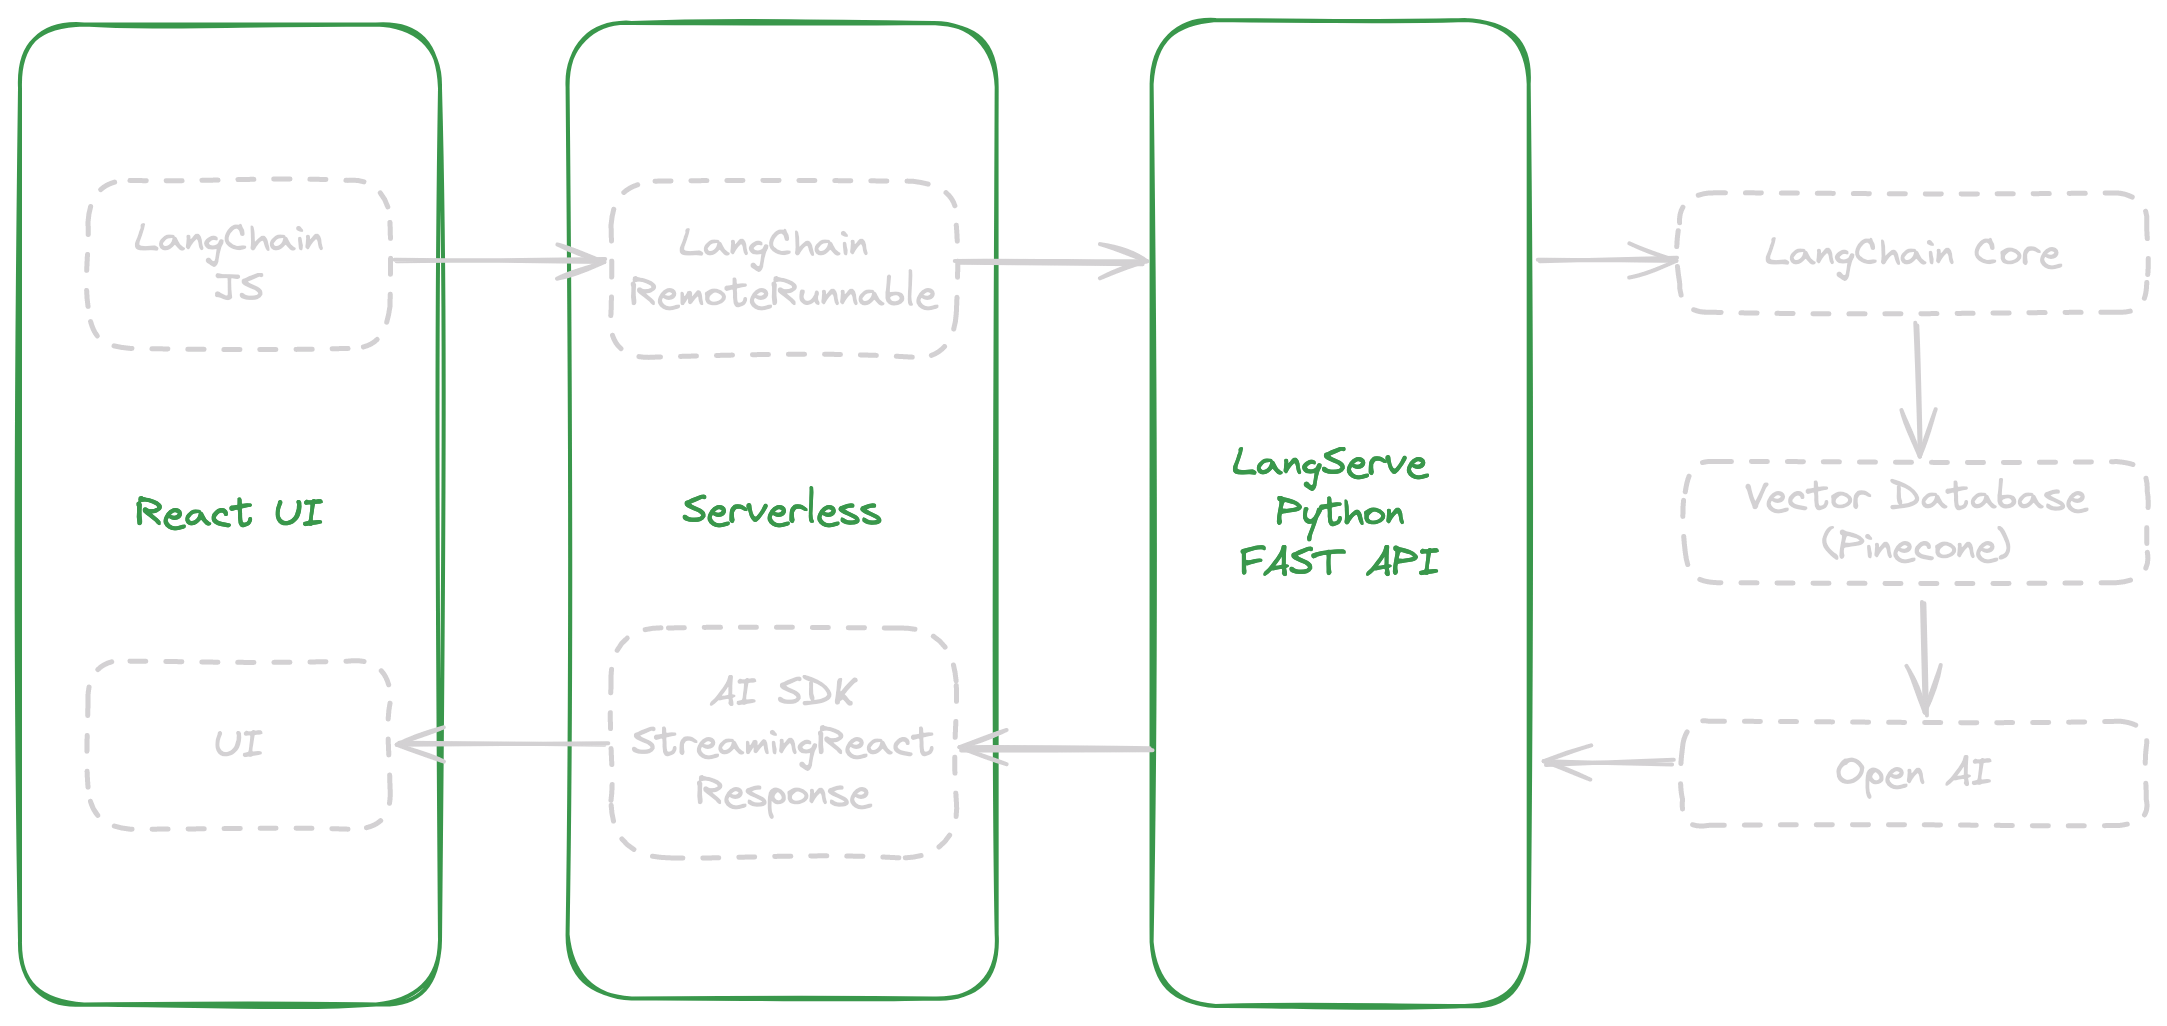 LangChain
JS
React UI
UI
LangChain
RemoteRunnable
Serverless
AI SDK
StreamingReact
Response
LangServe
Python
FAST API
LangChain Core
Vector Database
(Pinecone)
Open AI